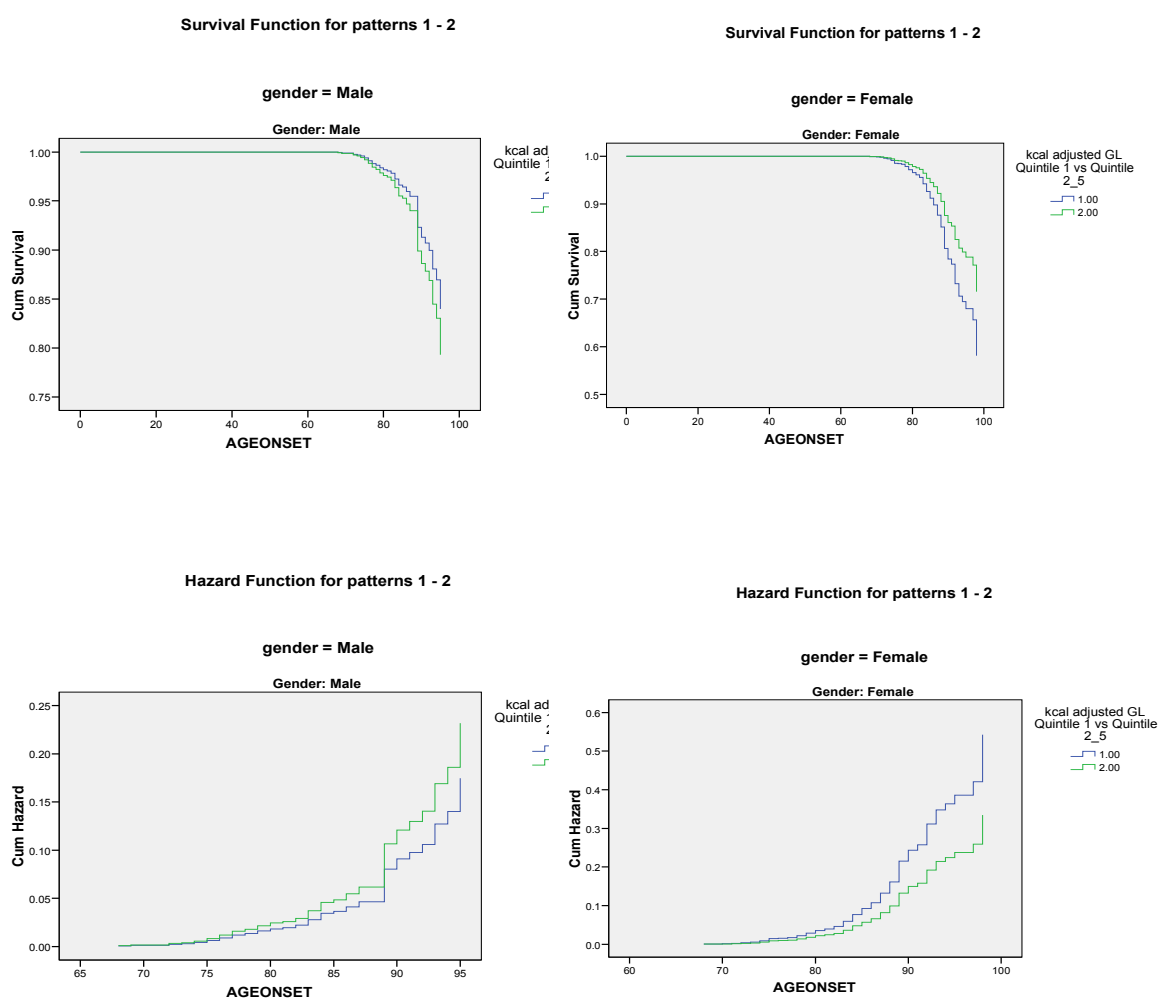 Survival Function for patterns 1 - 2
gender = Male
Gender: Male
kcal ad
Quintile
1.00
0.95
0.90
0.85
0.80
0.75
Cum Survival
0 20 40 60 80 100
AGEONSET
Survival Function for patterns 1 - 2
gender = Female
Gender: Female
kcal adjusted GL
Quintile 1 vs Quintile
2_5
1.00
2.00
1.0
0.9
0.8
0.7
0.6
0.5
Cum Survival
0 20 40 60 80 100
AGEONSET
Hazard Function for patterns 1 - 2
gender = Male
Gender: Male
kcal ad
Quintile
0.25
0.20
0.15
0.10
0.05
0.00
Cum Hazard
65 70 75 80 85 90 95
AGEONSET
Hazard Function for patterns 1 - 2
gender = Female
Gender: Female
kcal adjusted GL
Quintile 1 vs Quintile
2_5
1.00
2.00
0.6
0.5
0.4
0.3
0.2
0.1
0.0
Cum Hazard
60 70 80 90 100
AGEONSET